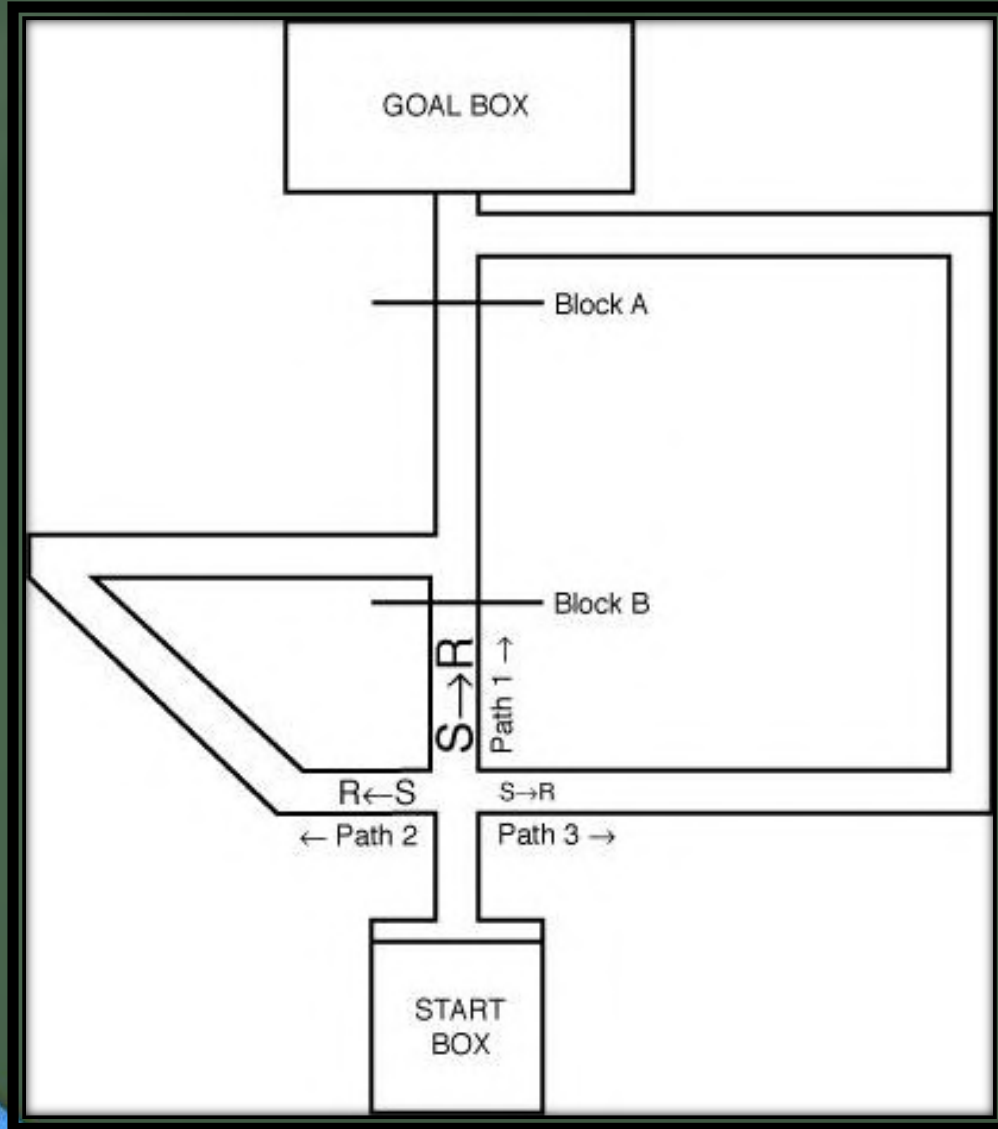 GOAL BOX
Block A
Block B
S→R
Path 1 →
R←S
S→R
← Path 2
Path 3 →
START
BOX